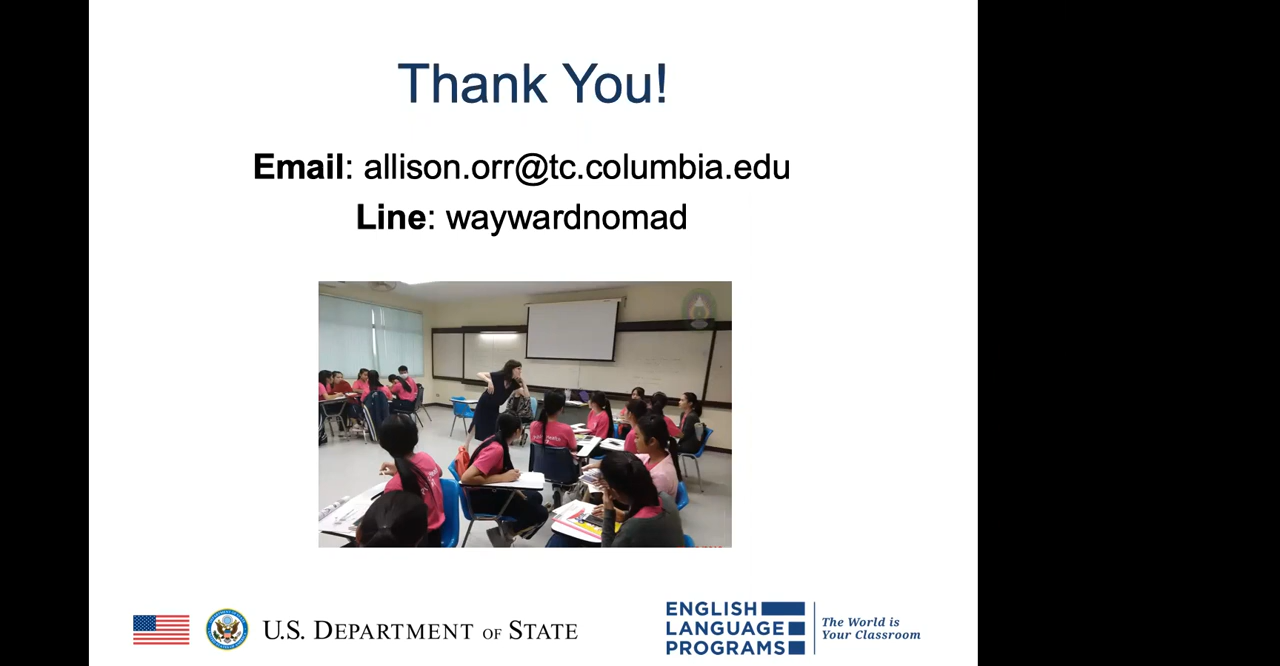 Thank You!
Email: allison.orr@tc.columbia.edu
Line: waywardnomad
U.S. DEPARTMENT OF STATE
ENGLISH
LANGUAGE
PROGRAMS
The World is
Your Classroom